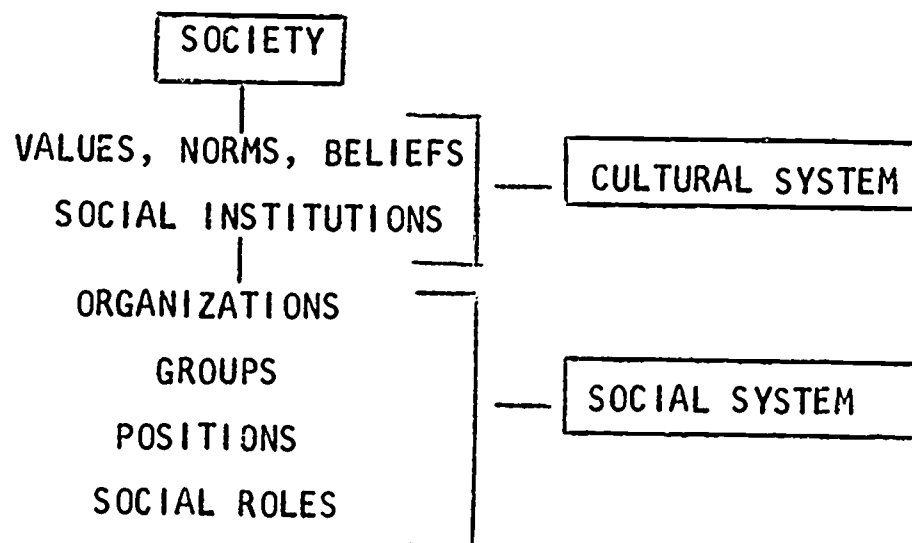 SOCIETY
VALUES, NORMS, BELIEFS
SOCIAL INSTITUTIONS
CULTURAL SYSTEM
ORGANIZATIONS
GROUPS
POSITIONS
SOCIAL ROLES
SOCIAL SYSTEM